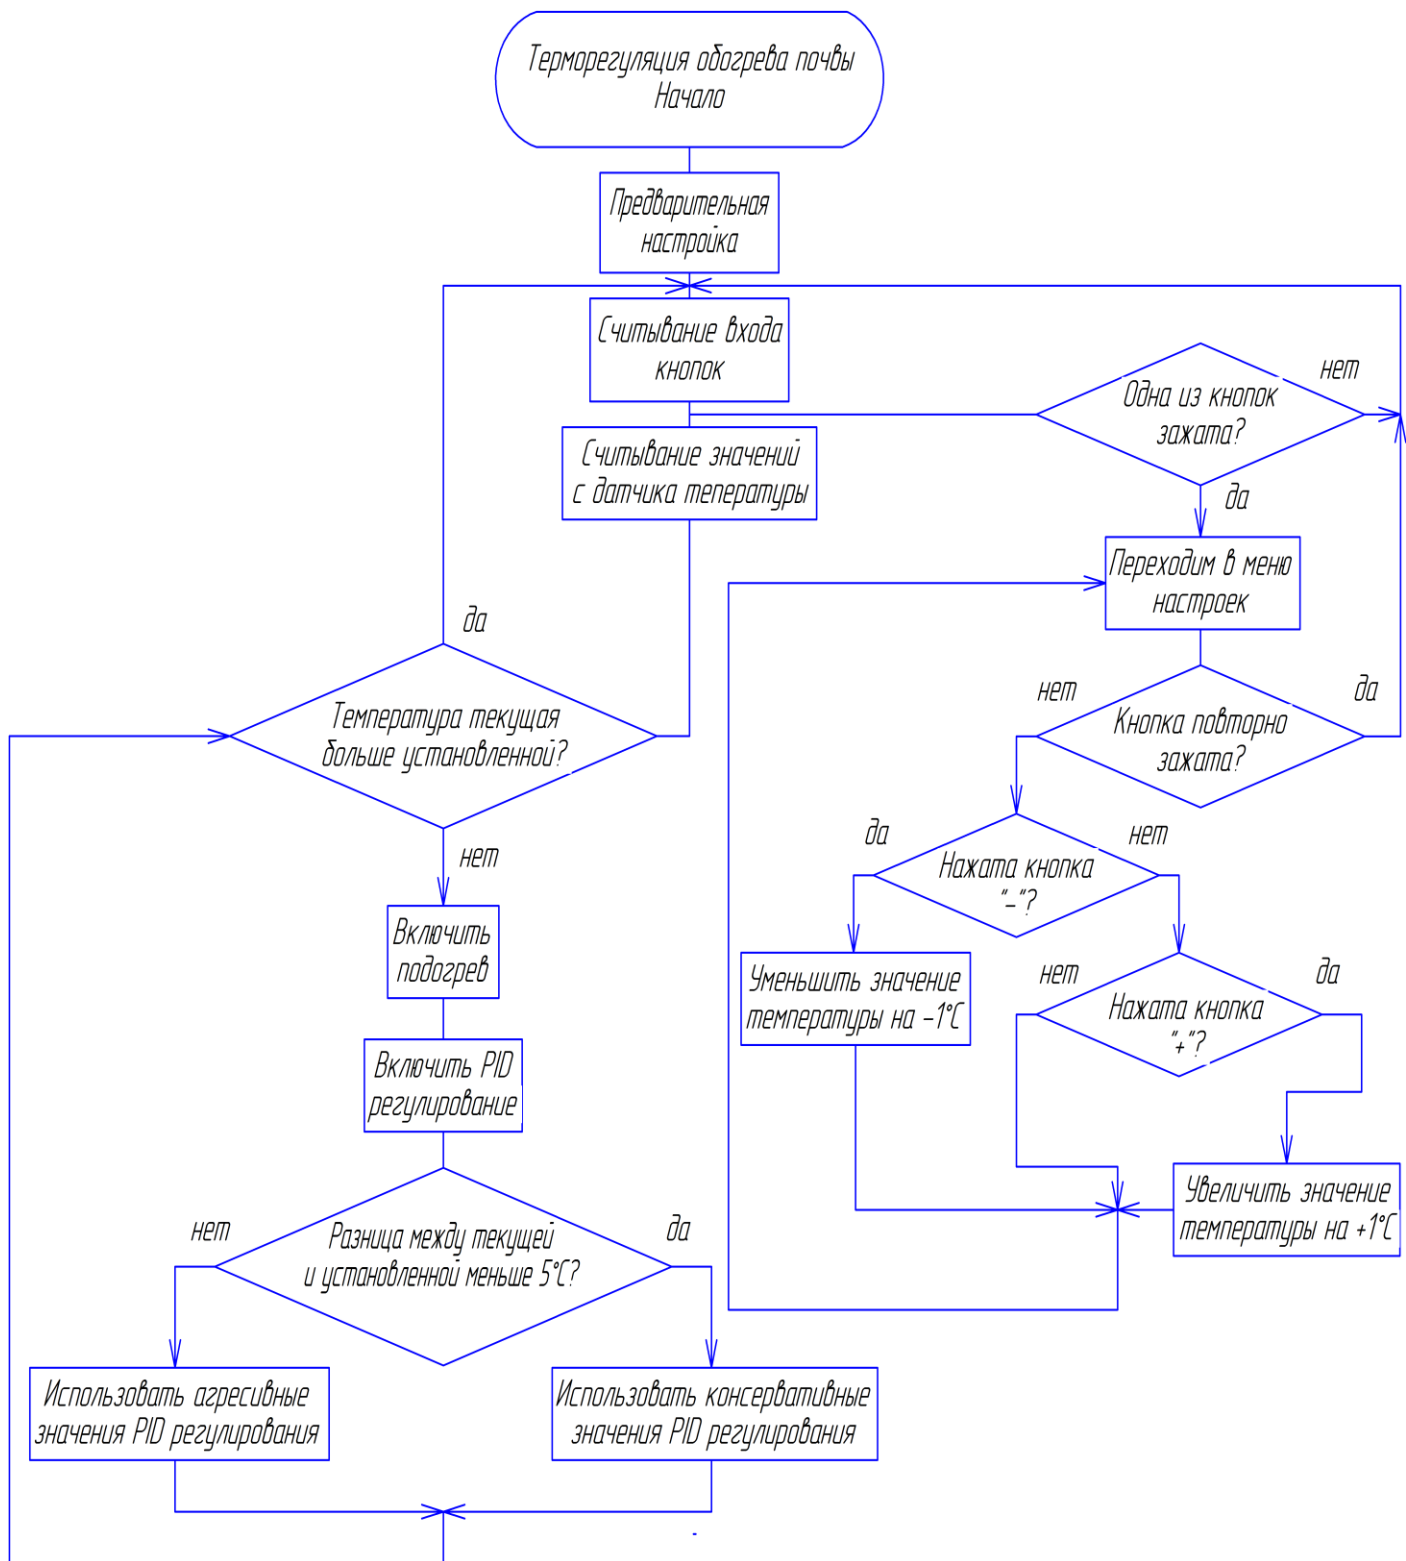 Терморегуляция обогрева почвы
Начало
Предварительная
настройка
Считывание входа
кнопок
Одна из кнопок
зажата?
нет
да
Считывание значений
с датчика тепературы
Переходим в меню
настроек
да
Температура текущая
больше установленной?
нет
Кнопка повторно
зажата?
нет
да
Нажата кнопка
"-"?
да
нет
Включить
подогрев
Уменьшить значение
температуры на -1°С
Нажата кнопка
"+"?
нет
да
Включить PID
регулирование
Увеличить значение
температуры на +1°С
Разница между текущей
и установленной меньше 5°С?
нет
да
Использовать агресивные
значения PID регулирования
Использовать консервативные
значения PID регулирования